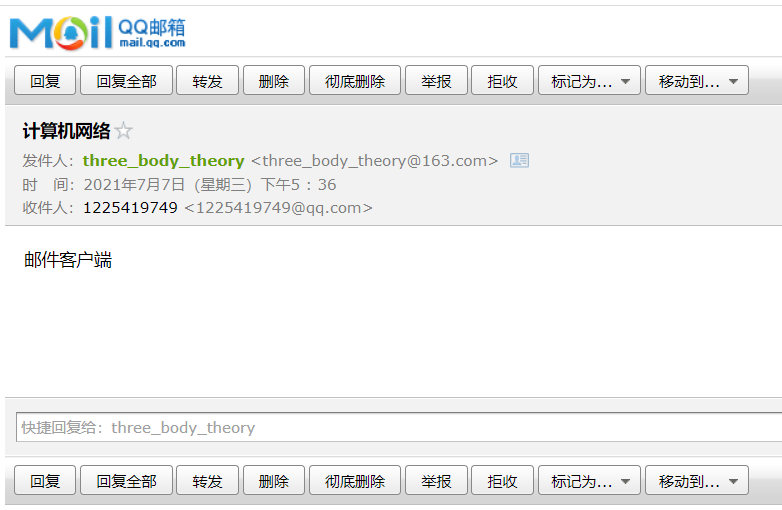 Mail QQ邮箱
mail.qq.com
回复 回复全部 转发 删除 彻底删除 举报 拒收 标记为... 移动到...
计算机网络
发件人：three_body_theory <three_body_theory@163.com>
时 间：2021年7月7日（星期三）下午5：36
收件人：1225419749 <1225419749@qq.com>
邮件客户端
快捷回复给：three_body_theory
回复 回复全部 转发 删除 彻底删除 举报 拒收 标记为... 移动到...